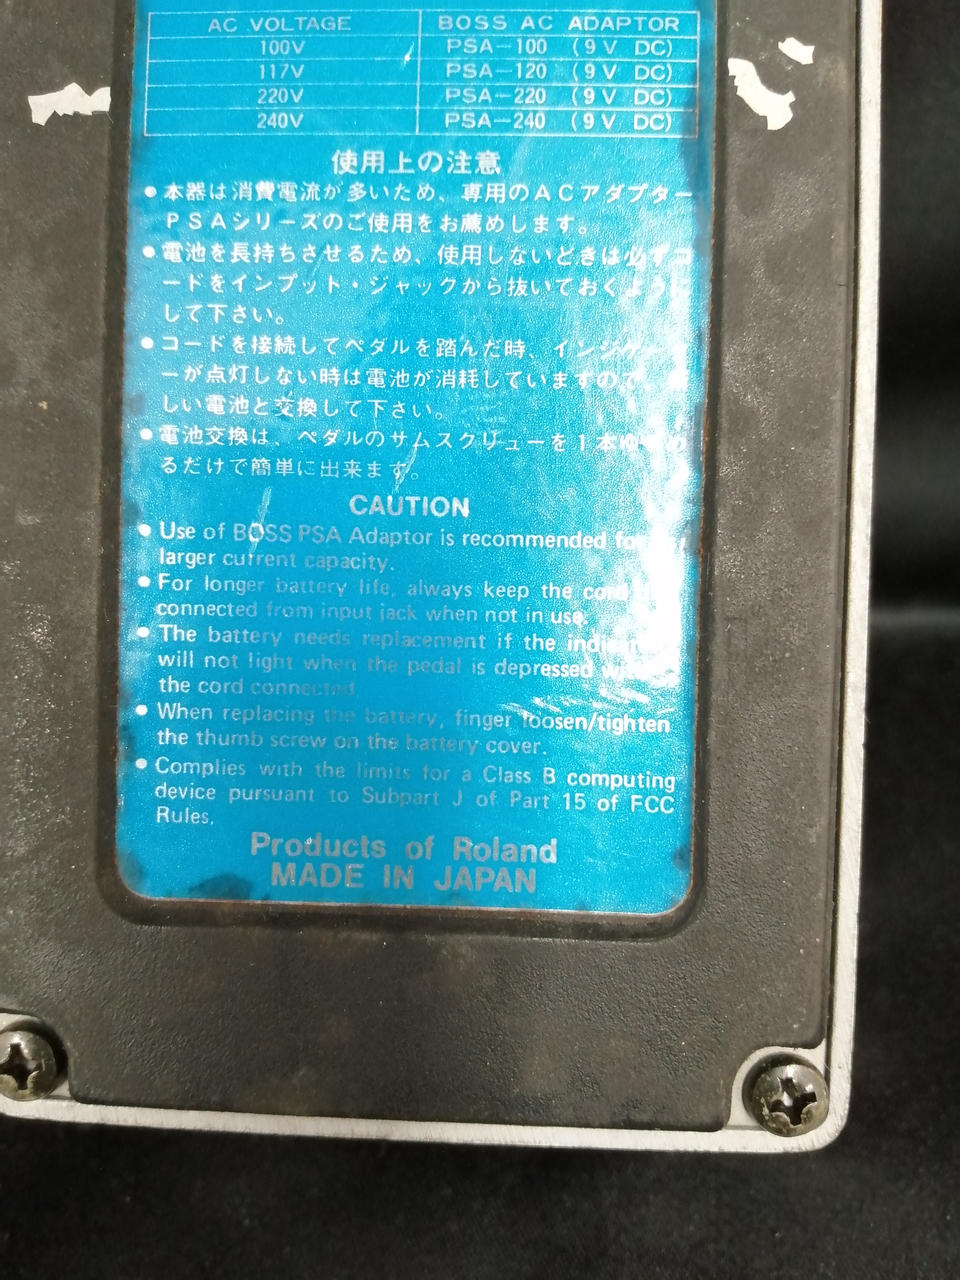 AC VOLTAGE BOSS AC ADAPTOR
100V PSA-100 (9V DC)
117V PSA-120 (9V DC)
220V PSA-220 (9V DC)
240V PSA-240 (9V DC)
使用上の注意
●本器は消費電流が多いため、専用のACアダプター
PSAシリーズのご使用をお薦めします。
●電池を長持ちさせるため、使用しないときは必ずコ
ードをインプット・ジャックから抜いておくように
して下さい。
●コードを接続してペダルを踏んだ時、インジケー
ーが点灯しない時は電池が消耗していますので、
しい電池と交換して下さい。
●電池交換は、ペダルのサムスクリューを1本ゆ
るだけで簡単に出来ます。
CAUTION
●Use of BOSS PSA Adaptor is recommended
larger current capacity.
●For longer battery life, always keep the cord
connected from input jack when not in use.
●The battery needs replacement if the
will not light when the pedal is depressed
the cord connected.
●When replacing the battery, finger loosen/tighten
the thumb screw on the battery cover.
●Complies with the limits for a Class B computing
device pursuant to Subpart J of Part 15 of FCC
Rules.
Products of Roland
MADE IN JAPAN